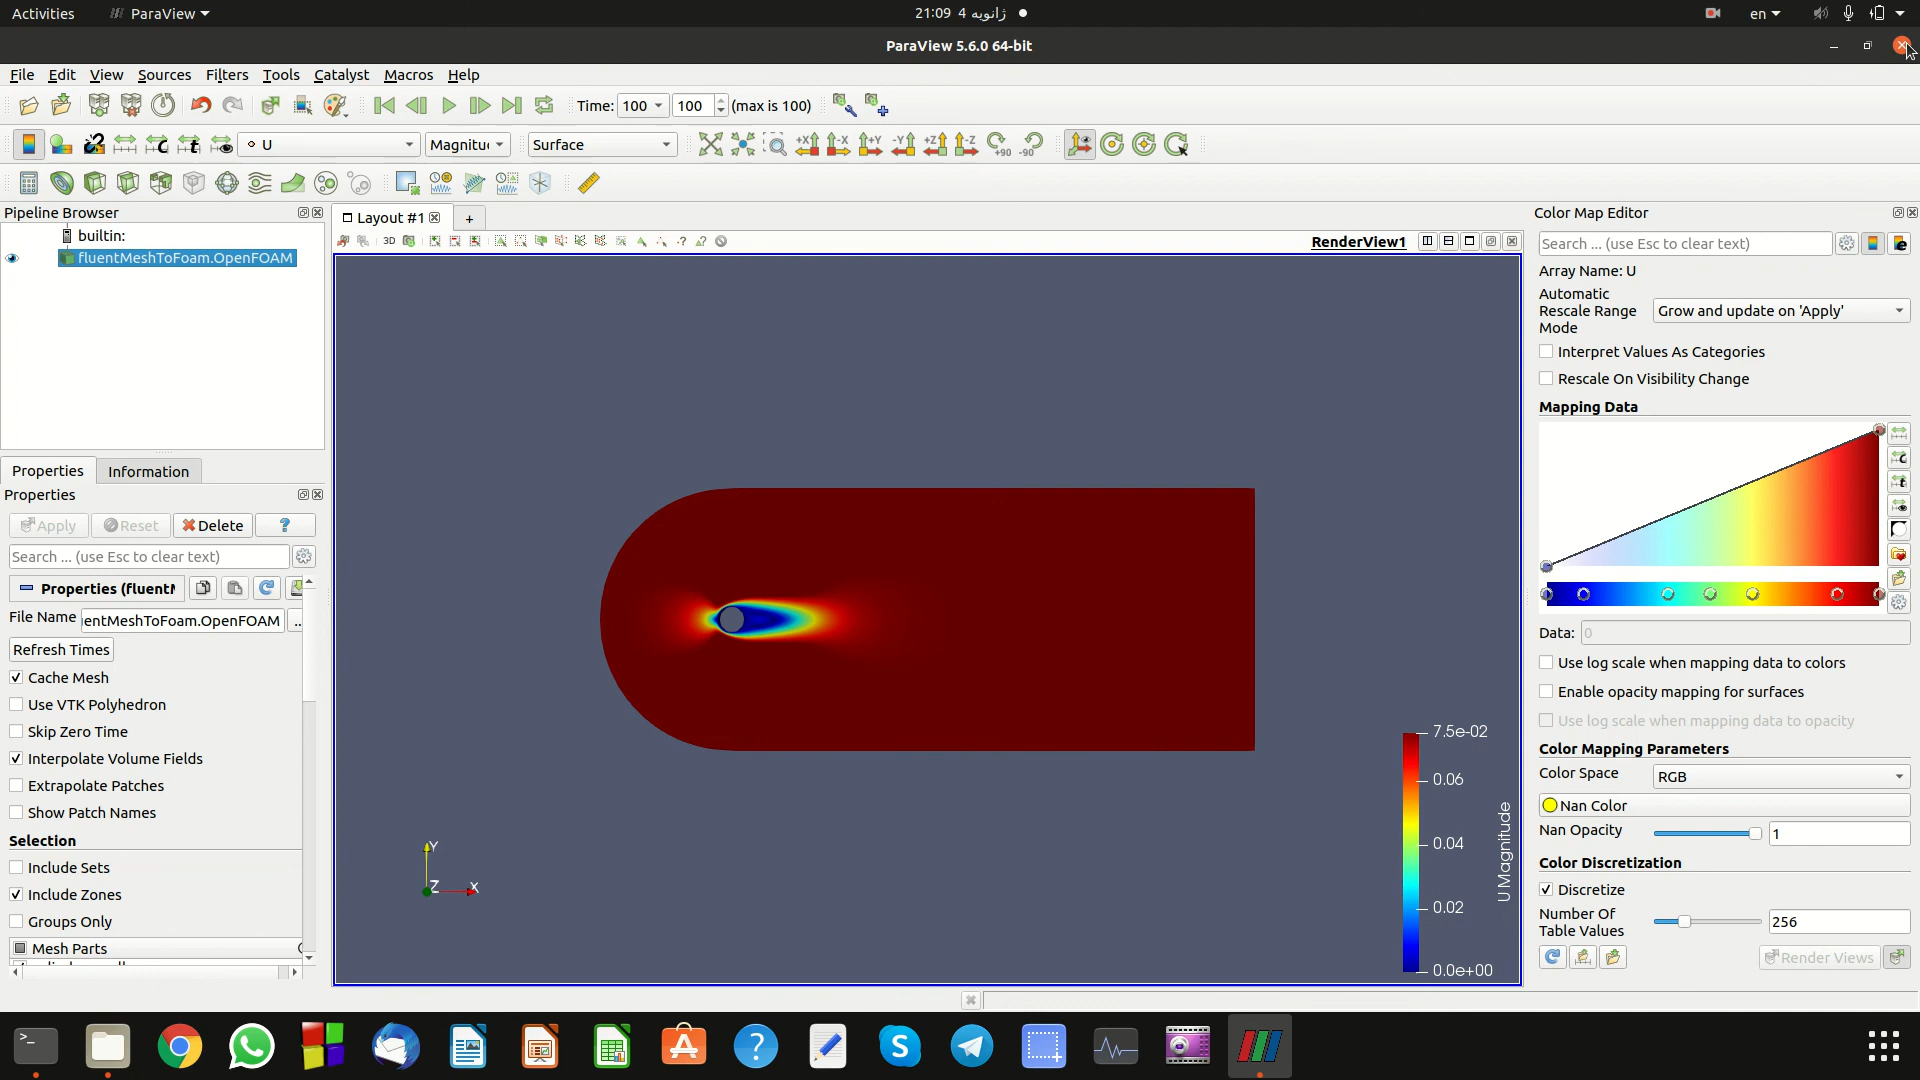 Activities
ParaView
21:09 4 ژانویه
en
ParaView 5.6.0 64-bit
File Edit View Sources Filters Tools Catalyst Macros Help
Time: 100 100 (max is 100)
+X -X +Y -Y +Z -Z +90 -90
U Magnitu Surface
Pipeline Browser
builtin:
fluentMeshToFoam.OpenFOAM
Layout #1 +
3D
RenderView1
Properties Information
Properties
Apply Reset Delete ?
Search ... (use Esc to clear text)
Properties (fluentM
File Name entMeshToFoam.OpenFOAM ..
Refresh Times
Cache Mesh
Use VTK Polyhedron
Skip Zero Time
Interpolate Volume Fields
Extrapolate Patches
Show Patch Names
Selection
Include Sets
Include Zones
Groups Only
Mesh Parts
Y
Z X
7.5e-02
0.06
0.04
0.02
0.0e+00
U Magnitude
Color Map Editor
Search ... (use Esc to clear text)
Array Name: U
Automatic
Rescale Range
Mode
Grow and update on 'Apply'
Interpret Values As Categories
Rescale On Visibility Change
Mapping Data
Data: 0
Use log scale when mapping data to colors
Enable opacity mapping for surfaces
Use log scale when mapping data to opacity
Color Mapping Parameters
Color Space RGB
Nan Color
Nan Opacity 1
Color Discretization
Discretize
Number Of
Table Values
256
Render Views